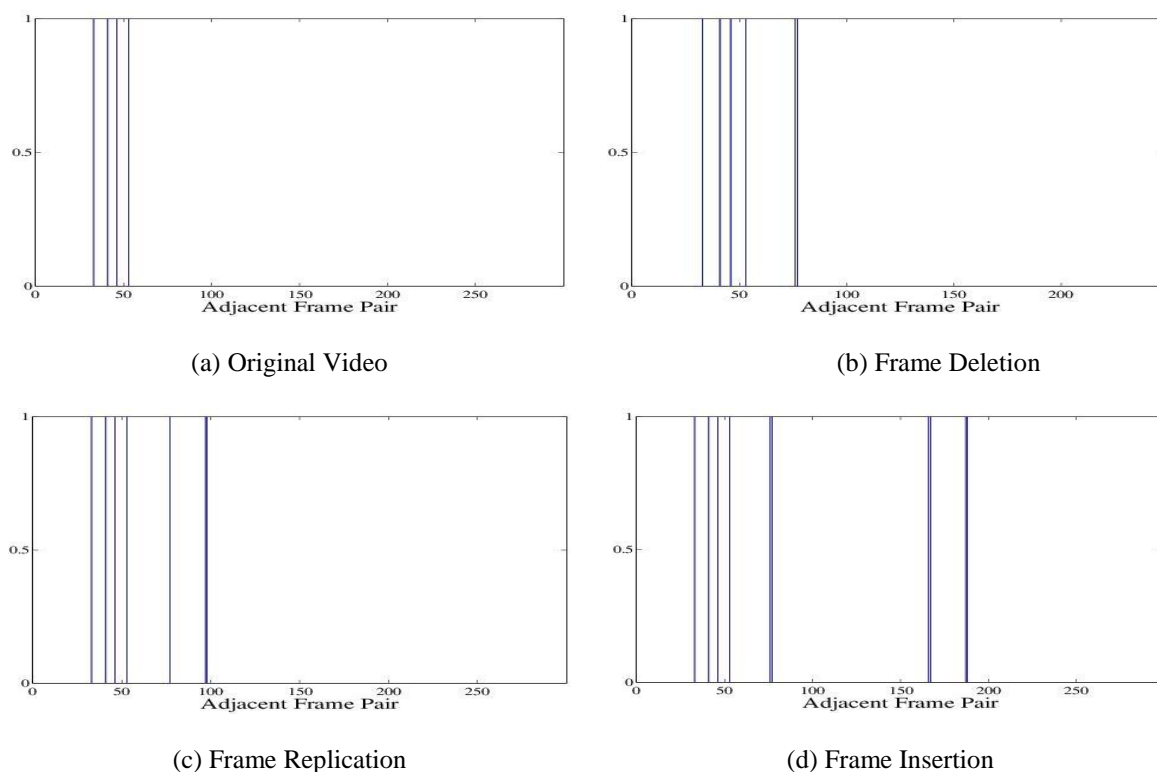 1
0.5
0
0 50 100 150 200 250
Adjacent Frame Pair
(a) Original Video
1
0.5
0
0 50 100 150 200
Adjacent Frame Pair
(b) Frame Deletion
1
0.5
0
0 50 100 150 200 250
Adjacent Frame Pair
(c) Frame Replication
1
0.5
0
0 50 100 150 200 250
Adjacent Frame Pair
(d) Frame Insertion